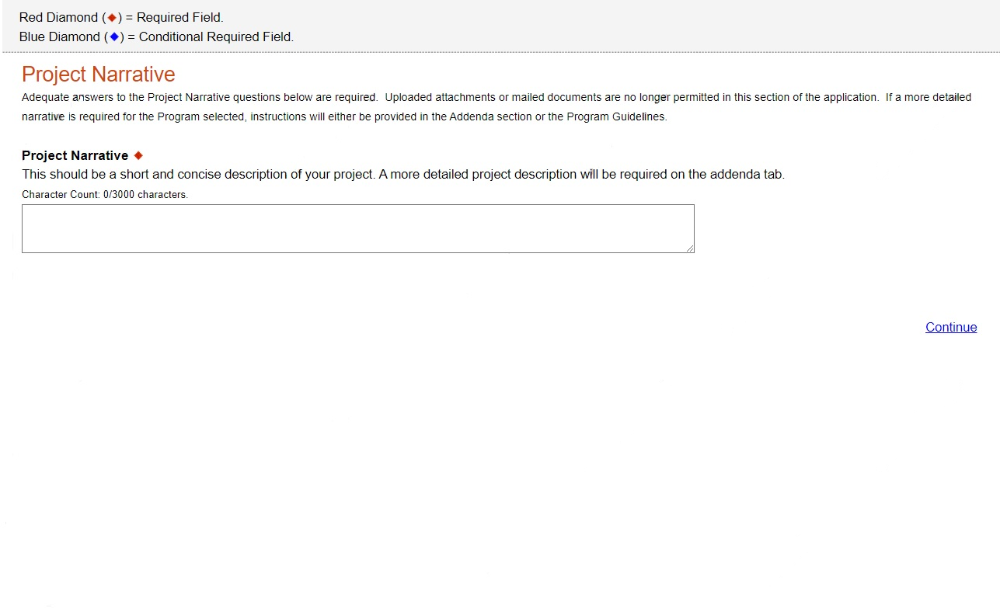 Red Diamond (◆) = Required Field.
Blue Diamond (◆) = Conditional Required Field.
Project Narrative
Adequate answers to the Project Narrative questions below are required.  Uploaded attachments or mailed documents are no longer permitted in this section of the application.  If a more detailed
narrative is required for the Program selected, instructions will either be provided in the Addenda section or the Program Guidelines.
Project Narrative ◆
This should be a short and concise description of your project. A more detailed project description will be required on the addenda tab.
Character Count: 0/3000 characters.
Continue